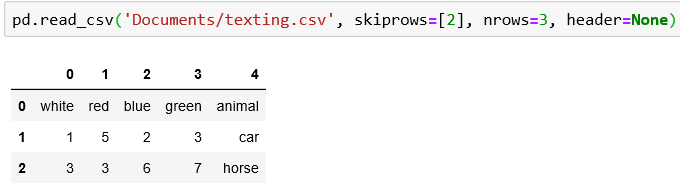 pd.read_csv('Documents/texting.csv', skiprows=[2], nrows=3, header=None)
0 1 2 3 4
0 white red blue green animal
1 1 5 2 3 car
2 3 3 6 7 horse